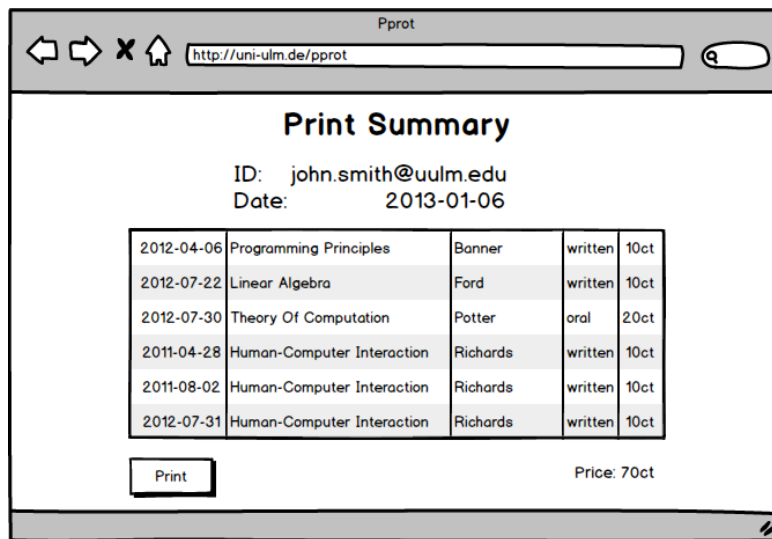 Pprot
http://uni-ulm.de/pprot
Print Summary
ID: john.smith@uulm.edu
Date: 2013-01-06
2012-04-06 Programming Principles Banner written 10ct
2012-07-22 Linear Algebra Ford written 10ct
2012-07-30 Theory Of Computation Potter oral 20ct
2011-04-28 Human-Computer Interaction Richards written 10ct
2011-08-02 Human-Computer Interaction Richards written 10ct
2012-07-31 Human-Computer Interaction Richards written 10ct
Print Price: 70ct